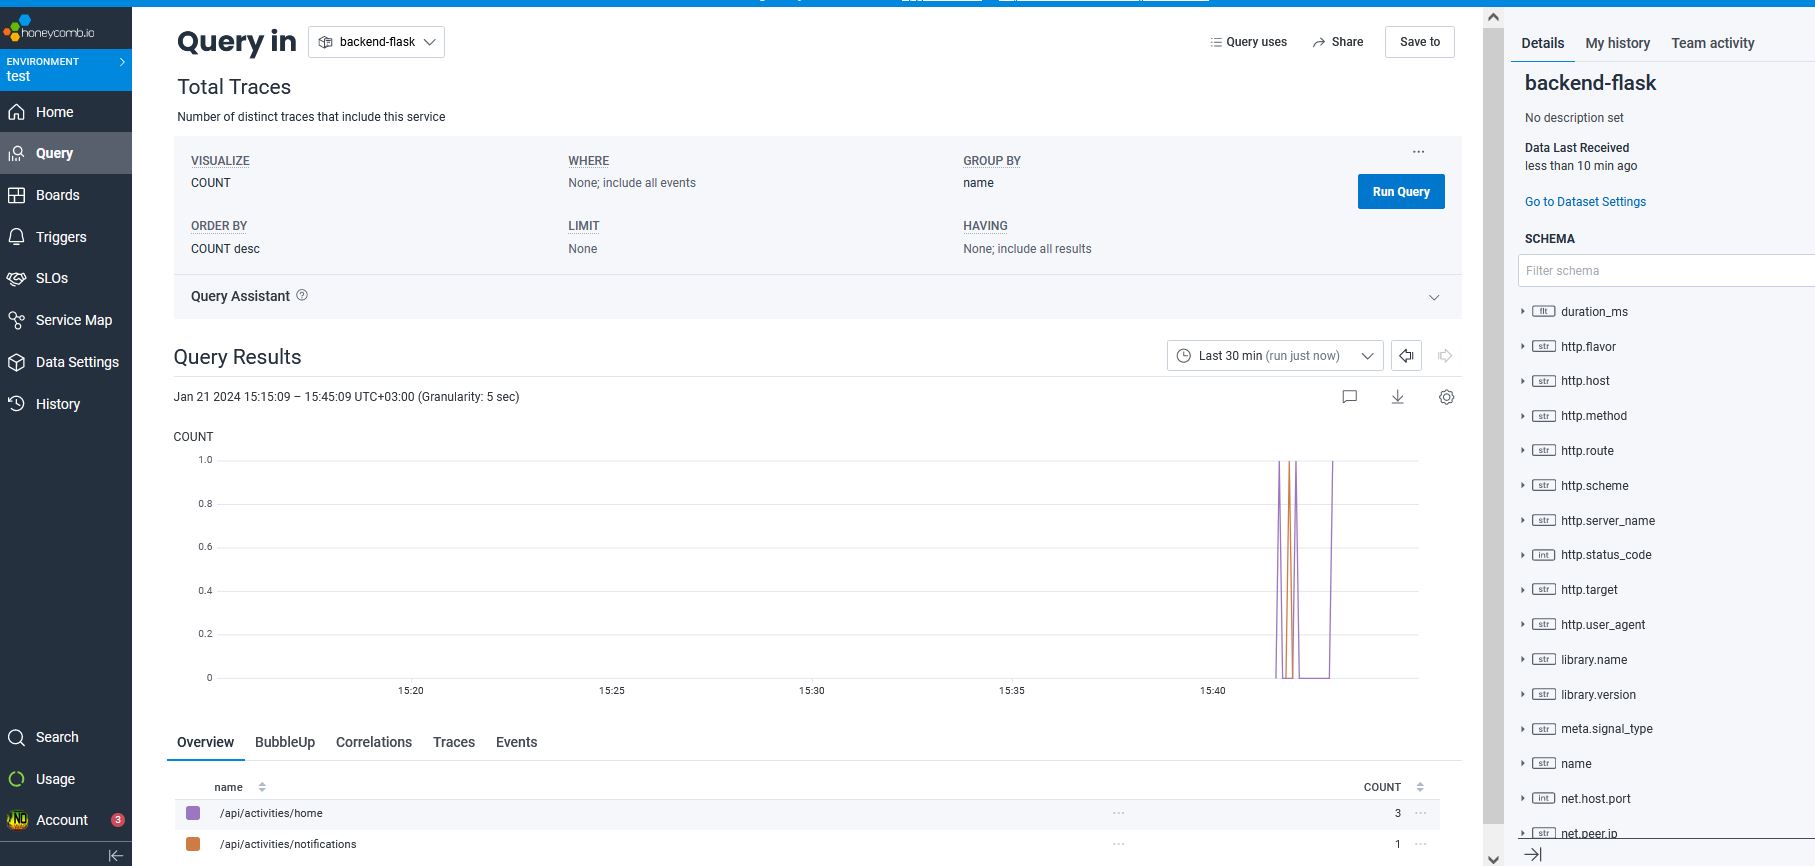 honeycomb.io
ENVIRONMENT
test
Home
Query
Boards
Triggers
SLOs
Service Map
Data Settings
History
Search
Usage
Account 3
Query in backend-flask
Query uses Share Save to
Total Traces
Number of distinct traces that include this service
VISUALIZE WHERE GROUP BY ...
COUNT None; include all events name
Run Query
ORDER BY LIMIT HAVING
COUNT desc None None; include all results
Query Assistant ?
Query Results
Last 30 min (run just now)
Jan 21 2024 15:15:09 – 15:45:09 UTC+03:00 (Granularity: 5 sec)
COUNT
1.0
0.8
0.6
0.4
0.2
0
15:20 15:25 15:30 15:35 15:40
Overview BubbleUp Correlations Traces Events
name COUNT
/api/activities/home ... 3 ...
/api/activities/notifications ... 1 ...
Details My history Team activity
backend-flask
No description set
Data Last Received
less than 10 min ago
Go to Dataset Settings
SCHEMA
Filter schema
flt duration_ms
str http.flavor
str http.host
str http.method
str http.route
str http.scheme
str http.server_name
int http.status_code
str http.target
str http.user_agent
str library.name
str library.version
str meta.signal_type
str name
int net.host.port
str net.peer.ip